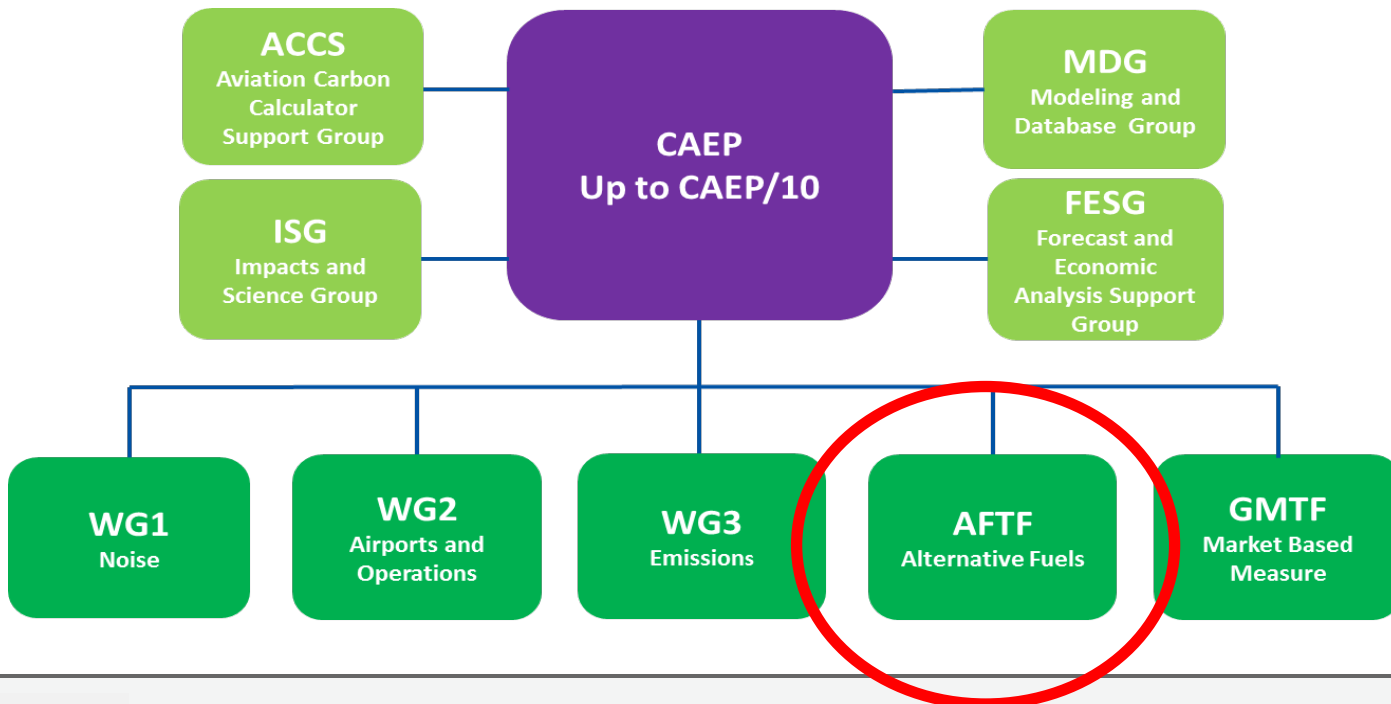 ACCS
Aviation Carbon
Calculator
Support Group
ISG
Impacts and
Science Group
CAEP
Up to CAEP/10
MDG
Modeling and
Database Group
FESG
Forecast and
Economic
Analysis Support
Group
WG1
Noise
WG2
Airports and
Operations
WG3
Emissions
AFTF
Alternative Fuels
GMTF
Market Based
Measure